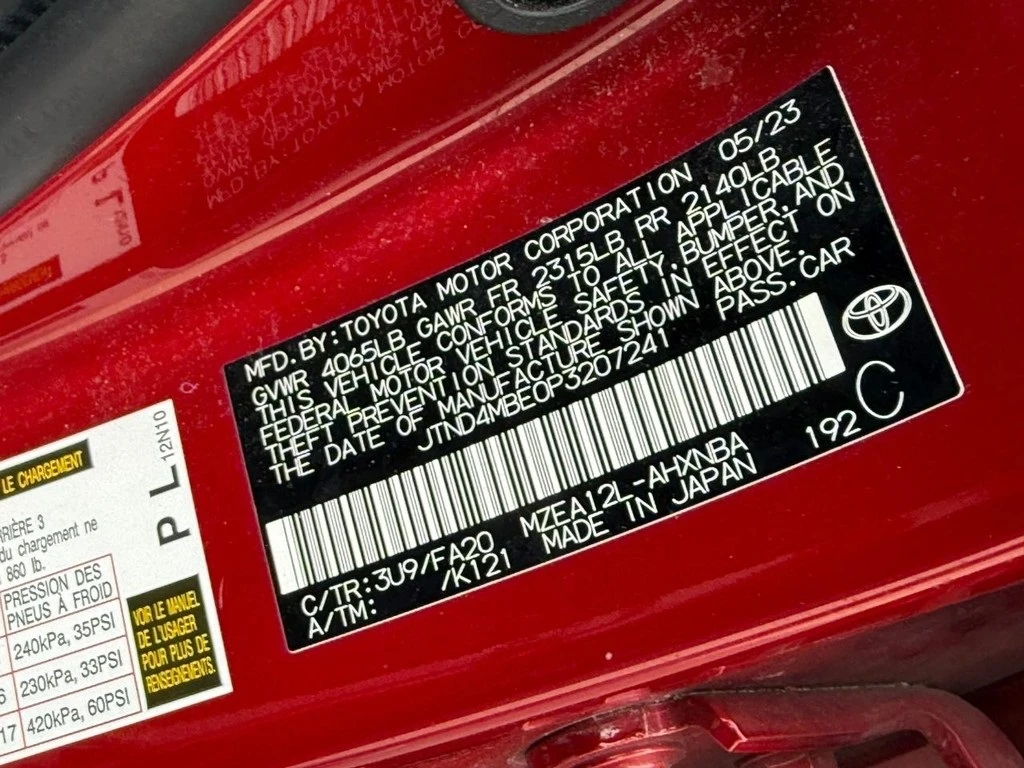 MFD.BY:TOYOTA MOTOR CORPORATION 05/23
GVWR 4065LB GAWR FR 2315LB RR 2140LB
THIS VEHICLE CONFORMS TO ALL APPLICABLE
FEDERAL MOTOR VEHICLE SAFETY,BUMPER,AND
THEFT PREVENTION STANDARDS IN EFFECT ON
THE DATE OF MANUFACTURE SHOWN ABOVE.
JTND4MBE0P3207241 PASS.CAR
C/TR:3U9/FA20 MZEA12L-AHXNBA
A/TM: /K121 MADE IN JAPAN
192 C
LE CHARGEMENT
RRIÈRE 3
du chargement ne
860 lb.
PRESSION DES
PNEUS À FROID
240kPa, 35PSI
6 230kPa, 33PSI
17 420kPa, 60PSI
P L 12N10
VOIR LE MANUEL
DE L'USAGER
POUR PLUS DE
RENSEIGNEMENTS.